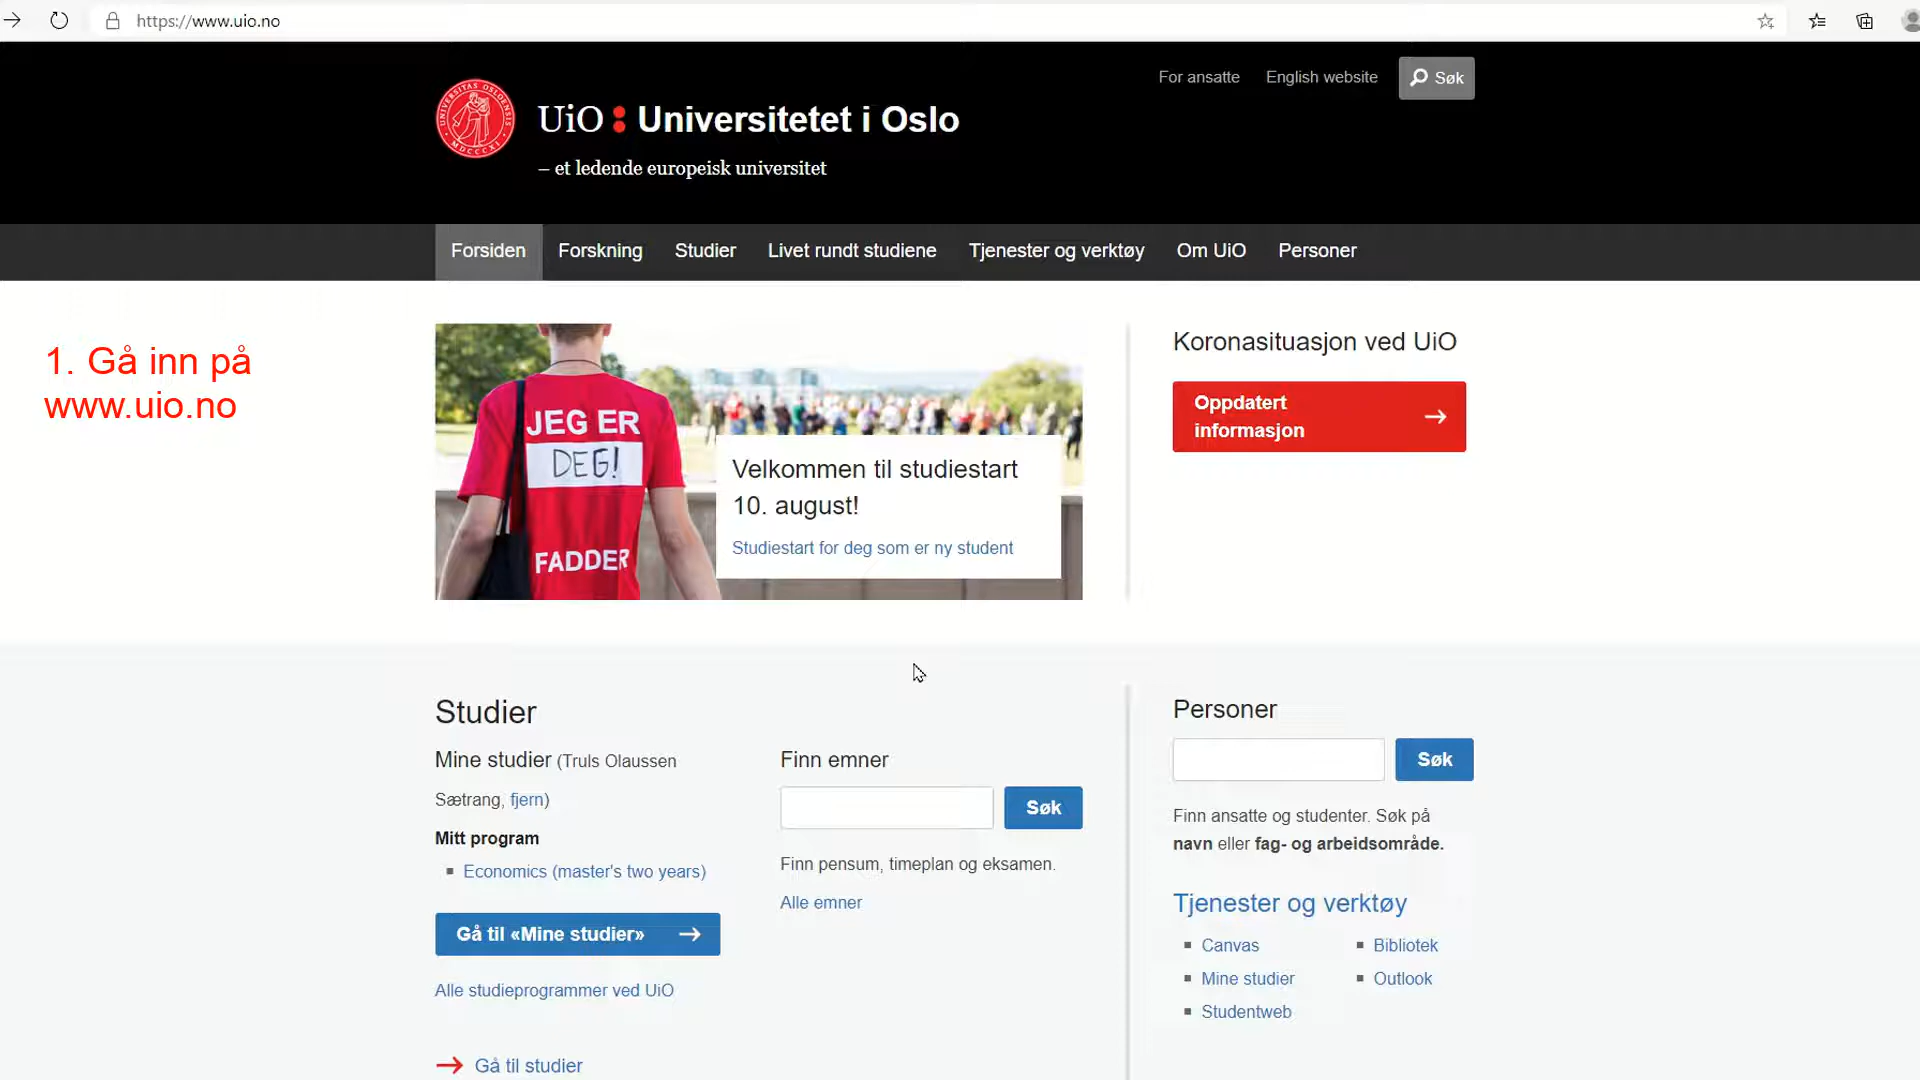 https://www.uio.no
For ansatte
English website
Søk
UNIVERSITAS OSLOENSIS
MDCCCXI
UiO : Universitetet i Oslo
– et ledende europeisk universitet
Forsiden
Forskning
Studier
Livet rundt studiene
Tjenester og verktøy
Om UiO
Personer
1. Gå inn på
www.uio.no
JEG ER
DEG!
FADDER
Velkommen til studiestart
10. august!
Studiestart for deg som er ny student
Koronasituasjon ved UiO
Oppdatert
informasjon
Studier
Mine studier (Truls Olaussen
Sætrang, fjern)
Mitt program
Economics (master's two years)
Gå til «Mine studier»
Alle studieprogrammer ved UiO
Gå til studier
Finn emner
Søk
Finn pensum, timeplan og eksamen.
Alle emner
Personer
Søk
Finn ansatte og studenter. Søk på
navn eller fag- og arbeidsområde.
Tjenester og verktøy
Canvas
Mine studier
Studentweb
Bibliotek
Outlook